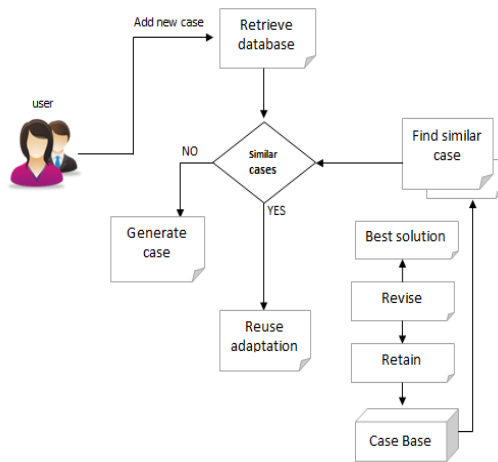 Add new case
Retrieve
database
user
NO
Similar
cases
Find similar
case
YES
Generate
case
Best solution
Revise
Reuse
adaptation
Retain
Case Base